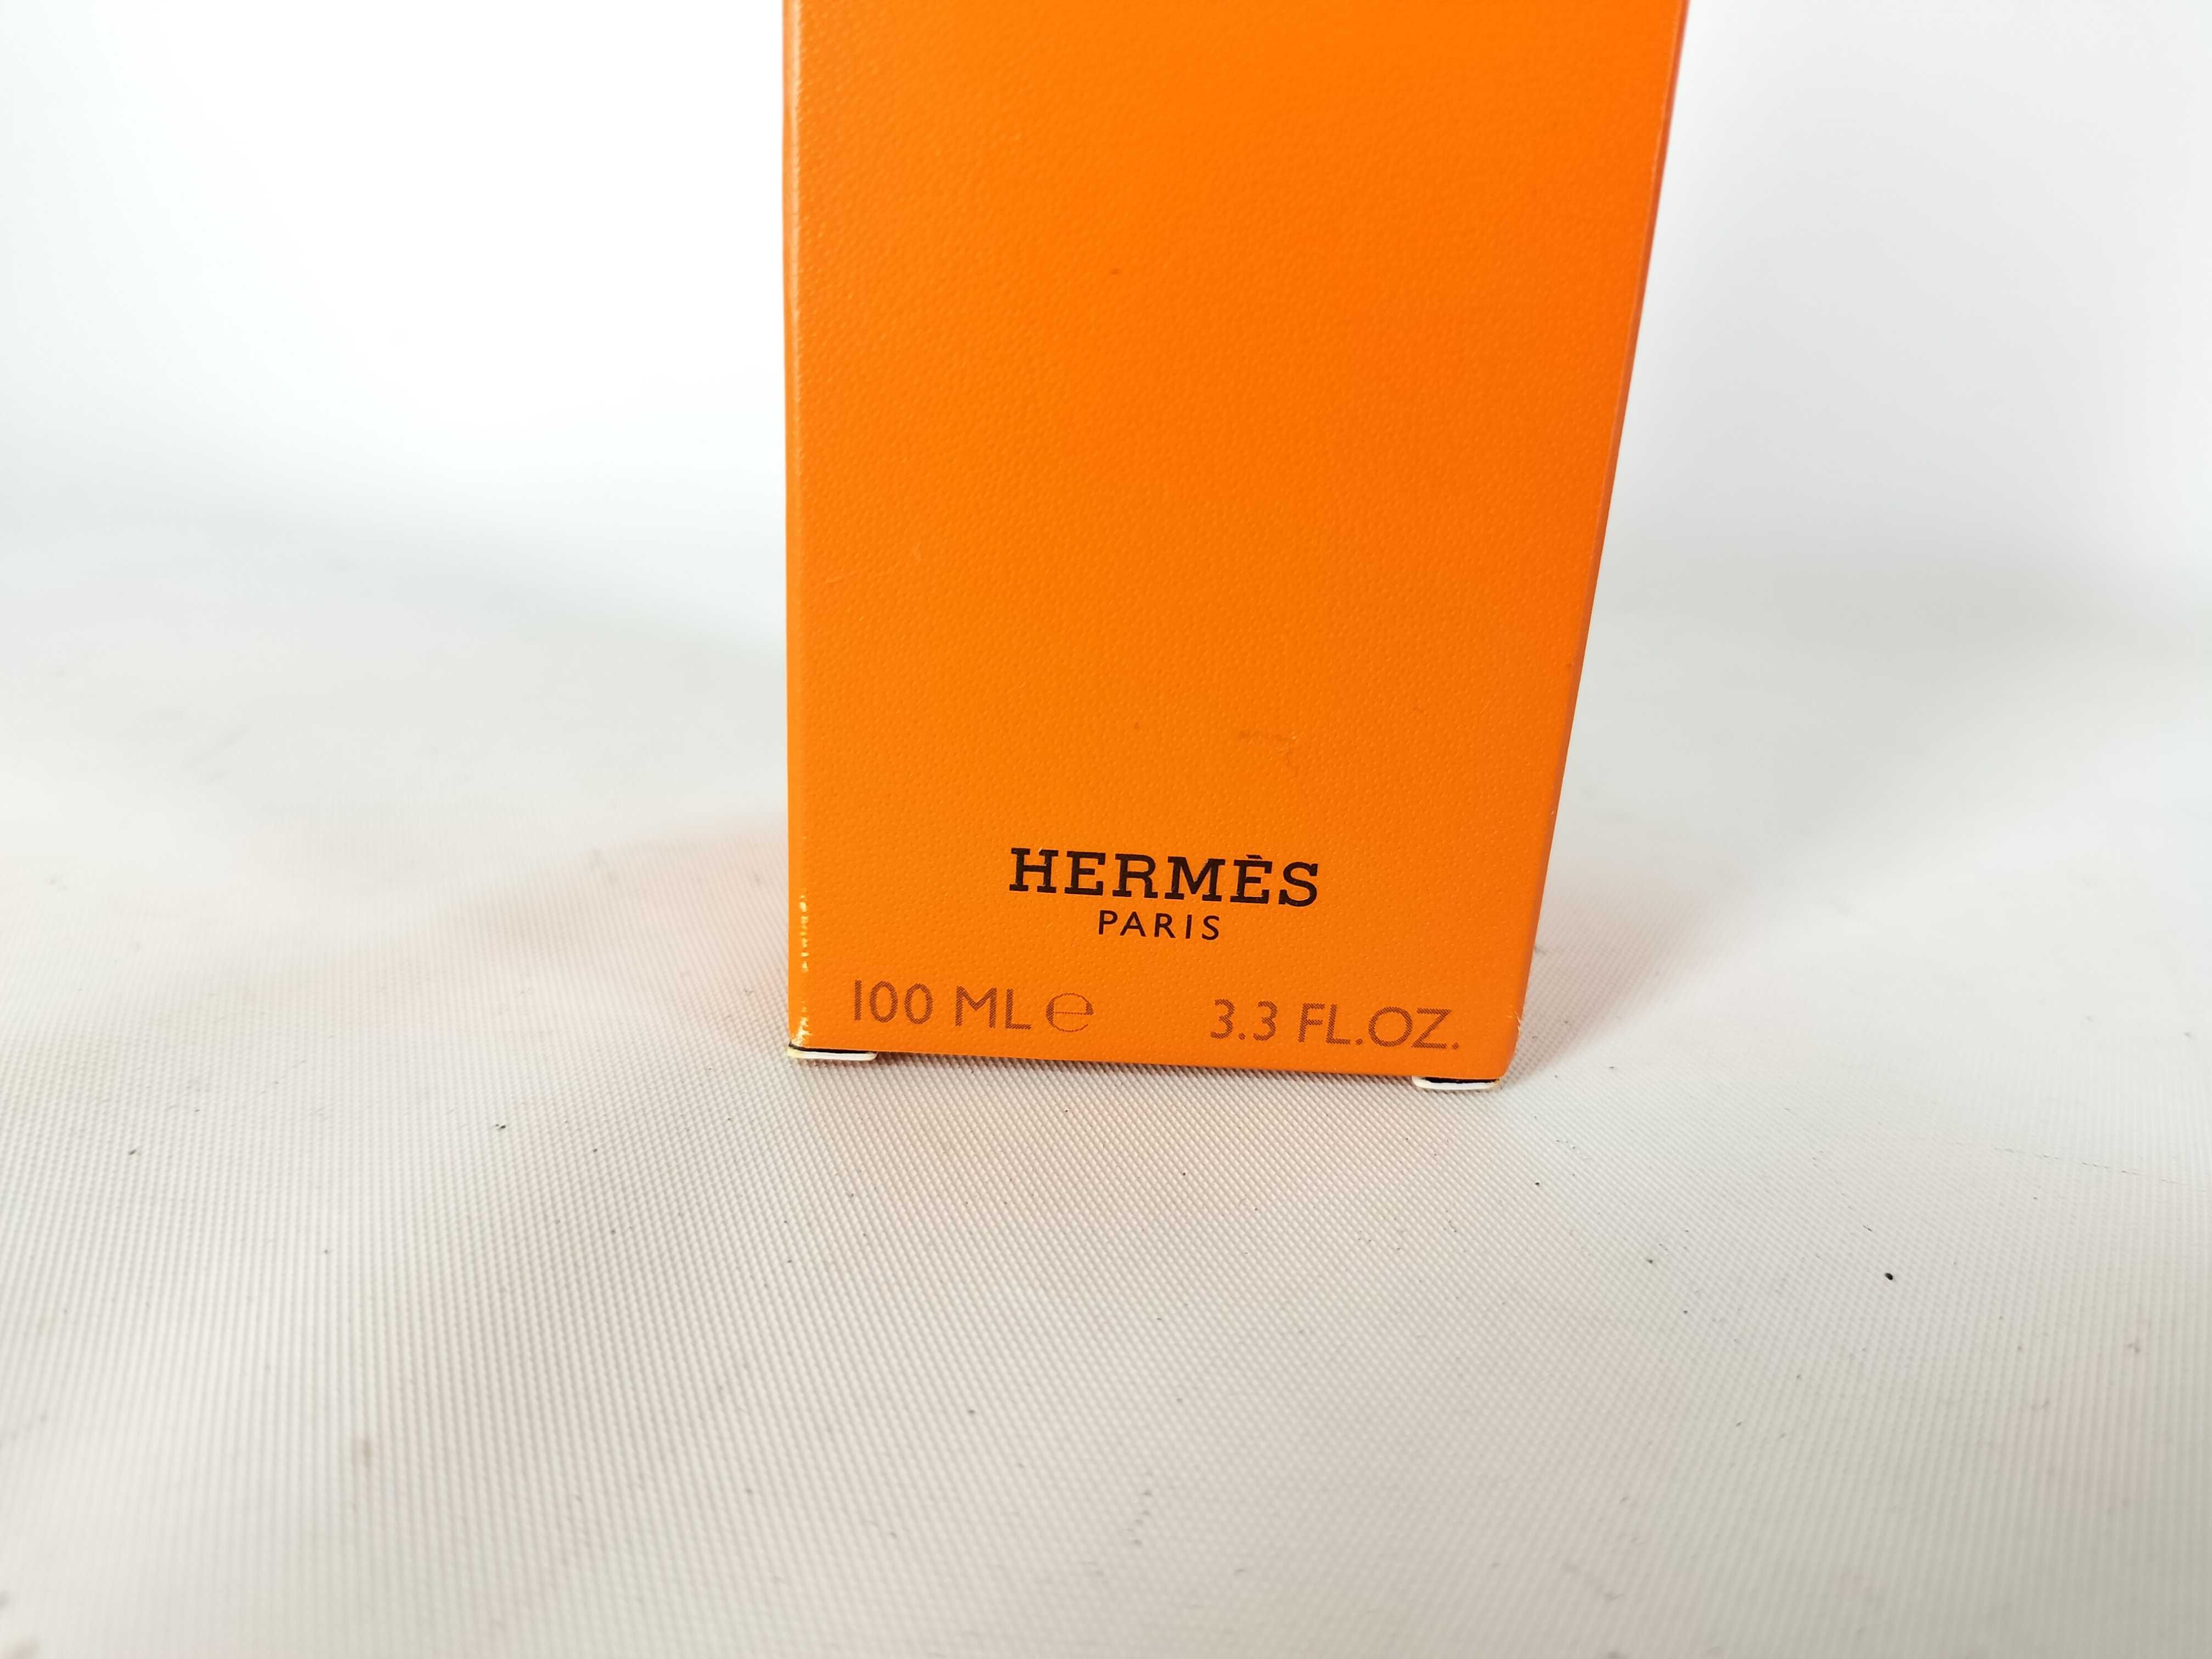 HERMÈS
PARIS
100 ML ℮ 3.3 FL.OZ.